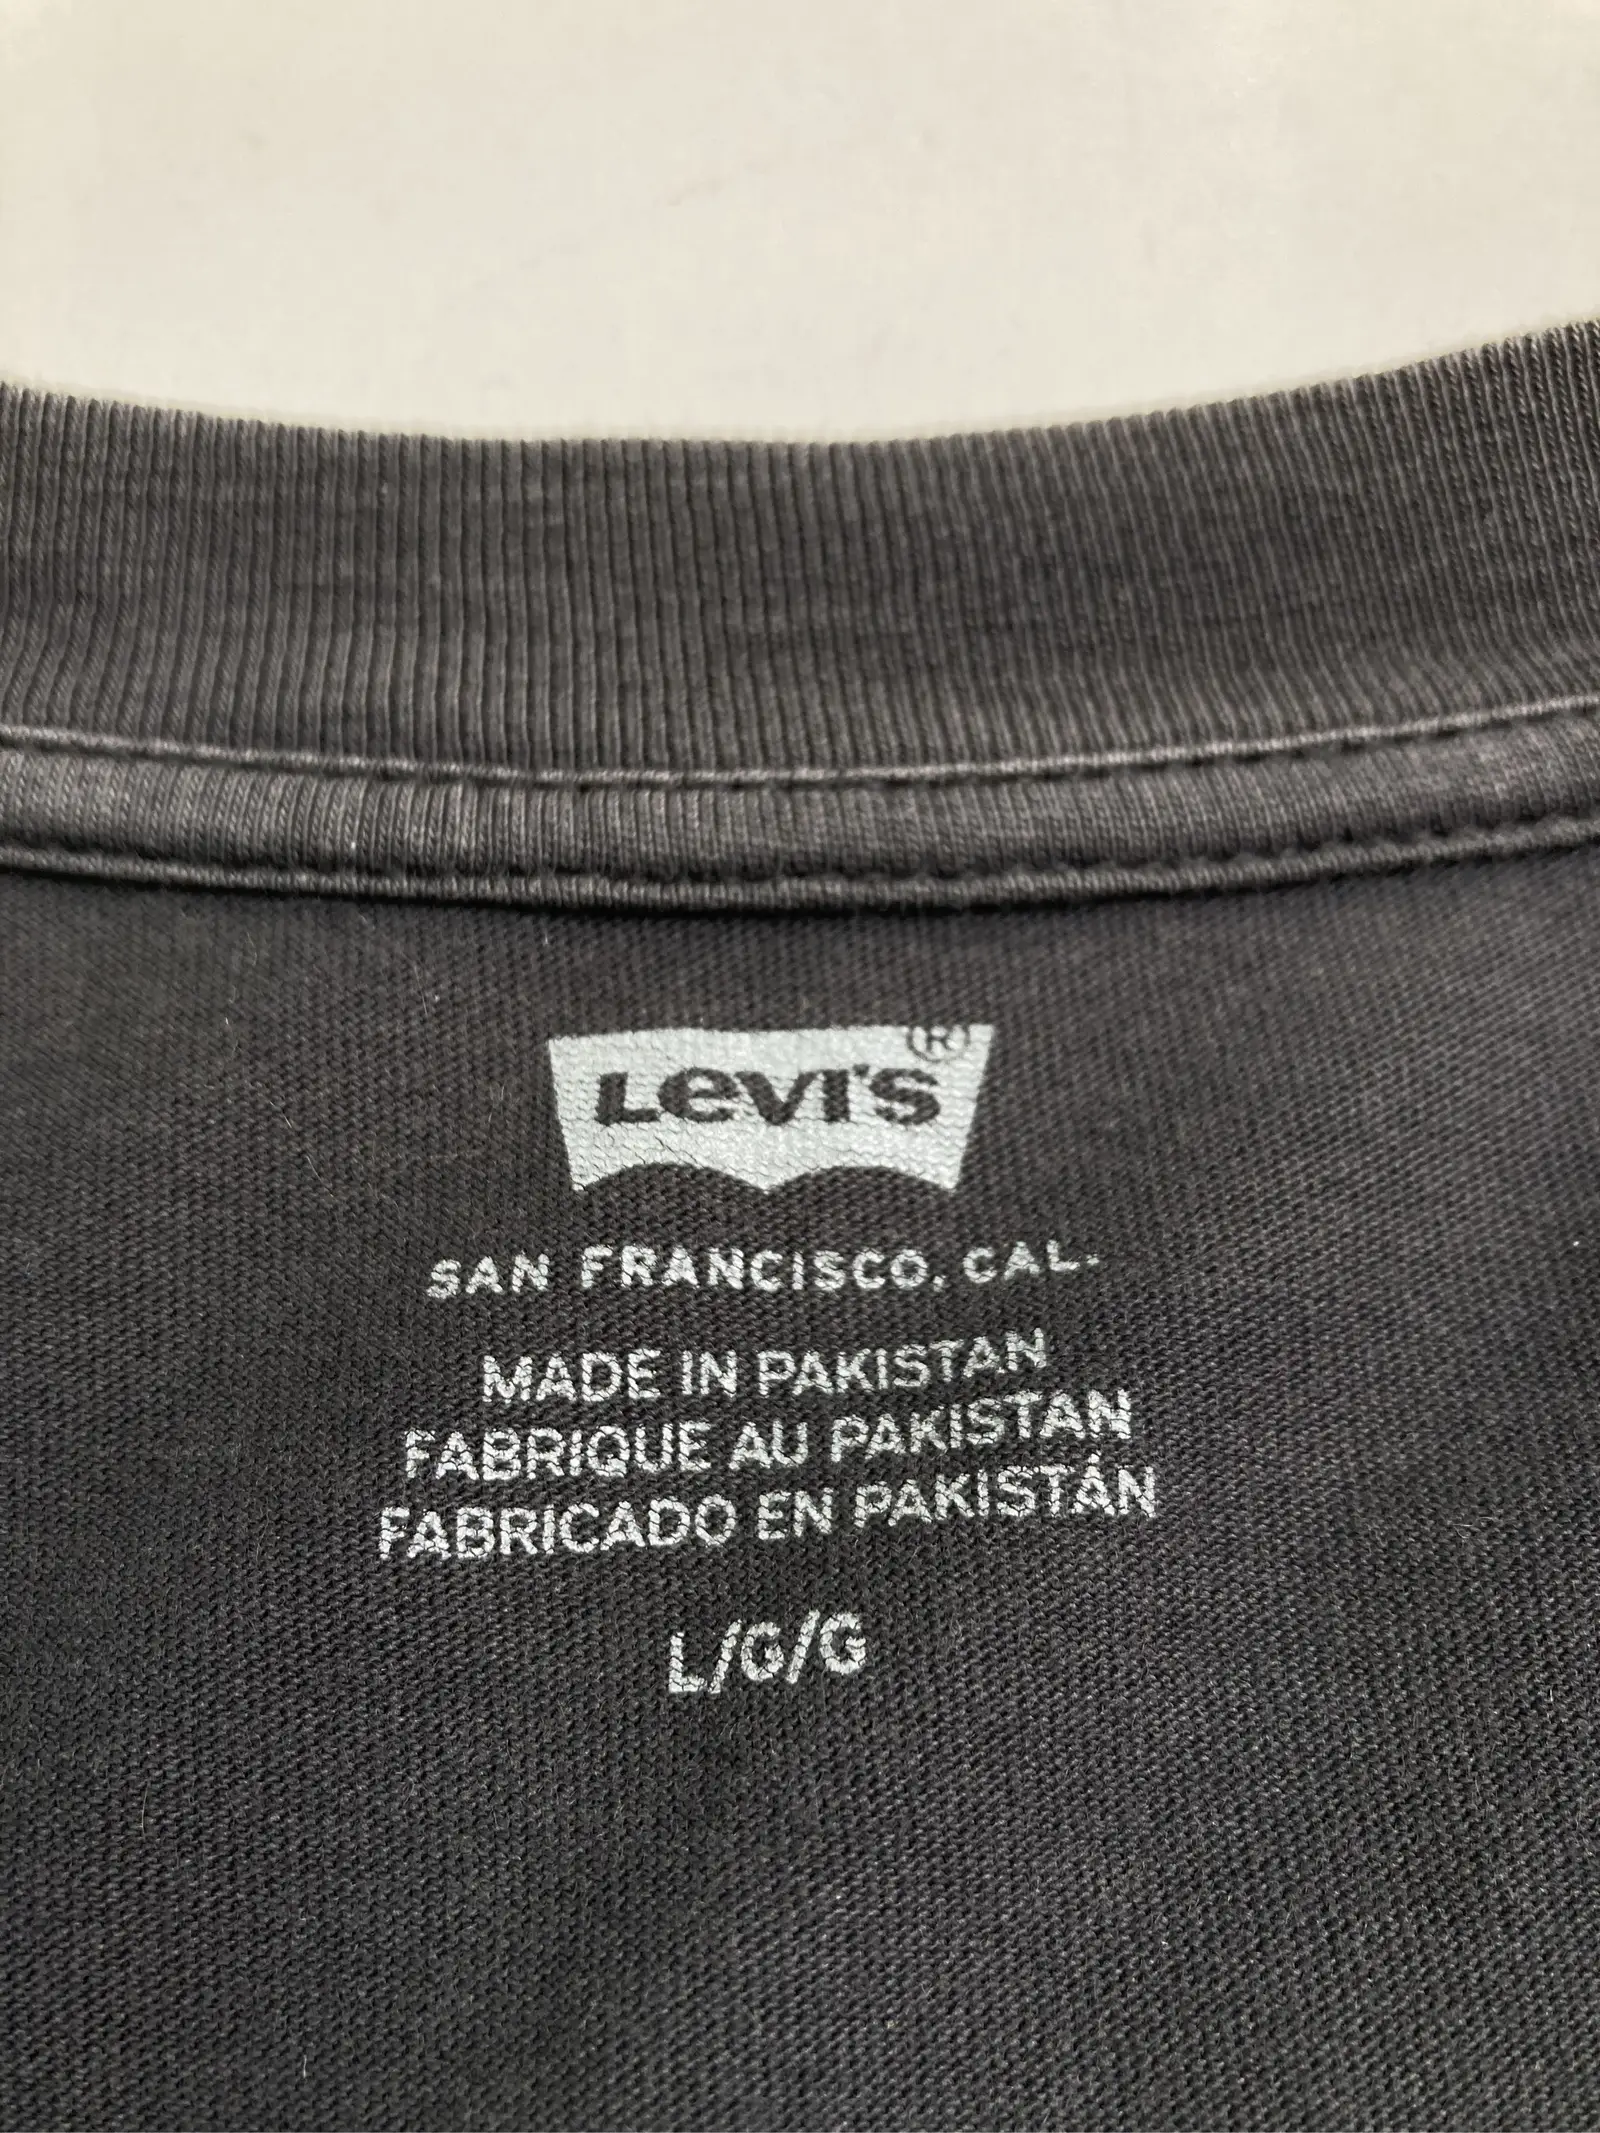 Levi's®
SAN FRANCISCO, CAL.
MADE IN PAKISTAN
FABRIQUE AU PAKISTAN
FABRICADO EN PAKISTÁN
L/G/G